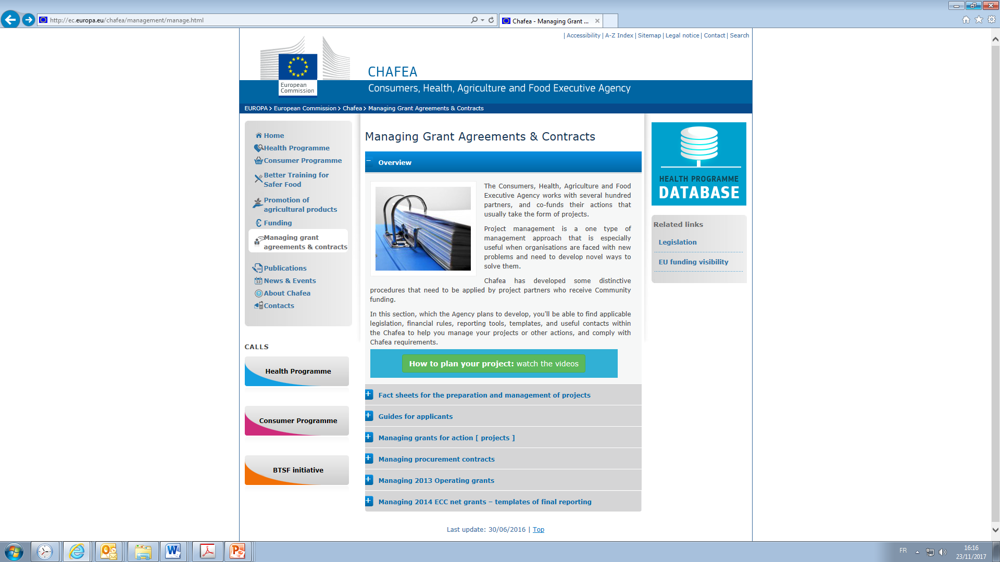 http://ec.europa.eu/chafea/management/manage.html
Chafea - Managing Grant ...
| Accessibility | A-Z Index | Sitemap | Legal notice | Contact | Search
European
Commission
CHAFEA
Consumers, Health, Agriculture and Food Executive Agency
EUROPA > European Commission > Chafea > Managing Grant Agreements & Contracts
Home
Health Programme
Consumer Programme
Better Training for
Safer Food
Promotion of
agricultural products
Funding
Managing grant
agreements & contracts
Publications
23
News & Events
About Chafea
Contacts
CALLS
Health Programme
Consumer Programme
BTSF initiative
Managing Grant Agreements & Contracts
Overview
The Consumers, Health, Agriculture and Food
Executive Agency works with several hundred
partners, and co-funds their actions that
usually take the form of projects.
Project management is a one type of
management approach that is especially
useful when organisations are faced with new
problems and need to develop novel ways to
solve them.
Chafea has developed some distinctive
procedures that need to be applied by project partners who receive Community
funding.
In this section, which the Agency plans to develop, you'll be able to find applicable
legislation, financial rules, reporting tools, templates, and useful contacts within
the Chafea to help you manage your projects or other actions, and comply with
Chafea requirements.
How to plan your project: watch the videos
Fact sheets for the preparation and management of projects
Guides for applicants
Managing grants for action [ projects ]
Managing procurement contracts
Managing 2013 Operating grants
Managing 2014 ECC net grants – templates of final reporting
Last update: 30/06/2016 | Top
HEALTH PROGRAMME
DATABASE
Related links
Legislation
EU funding visibility
FR
16:16
23/11/2017